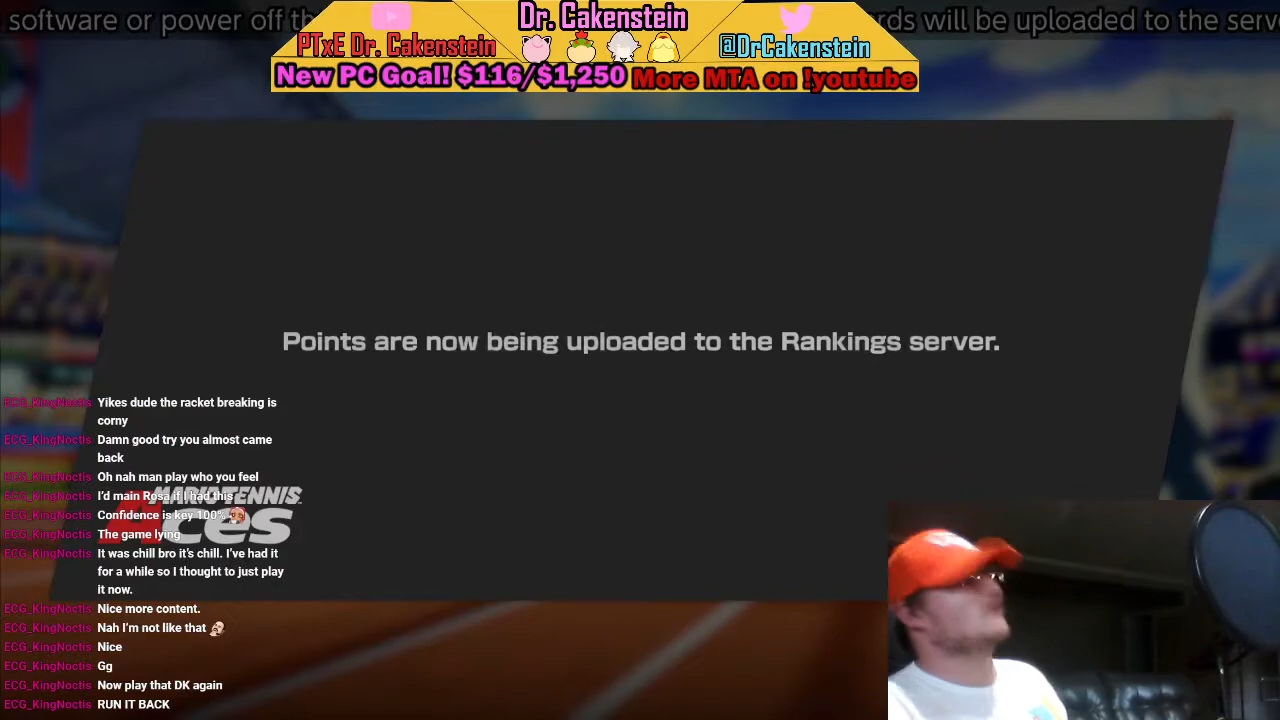 software or power off th
rds will be uploaded to the serv
Dr. Cakenstein
PTxE Dr. Cakenstein
@DrCakenstein
New PC Goal! $116/$1,250 More MTA on !youtube
Points are now being uploaded to the Rankings server.
ECG_KingNoctis Yikes dude the racket breaking is
corny
ECG_KingNoctis Damn good try you almost came
back
ECG_KingNoctis Oh nah man play who you feel
ECG_KingNoctis I'd main Rosa if I had this
ECG_KingNoctis Confidence is key 100%
ECG_KingNoctis The game lying
ECG_KingNoctis It was chill bro it's chill. I've had it
for a while so I thought to just play
it now.
ECG_KingNoctis Nice more content.
ECG_KingNoctis Nah I'm not like that
ECG_KingNoctis Nice
ECG_KingNoctis Gg
ECG_KingNoctis Now play that DK again
ECG_KingNoctis RUN IT BACK
MARIO TENNIS
Aces